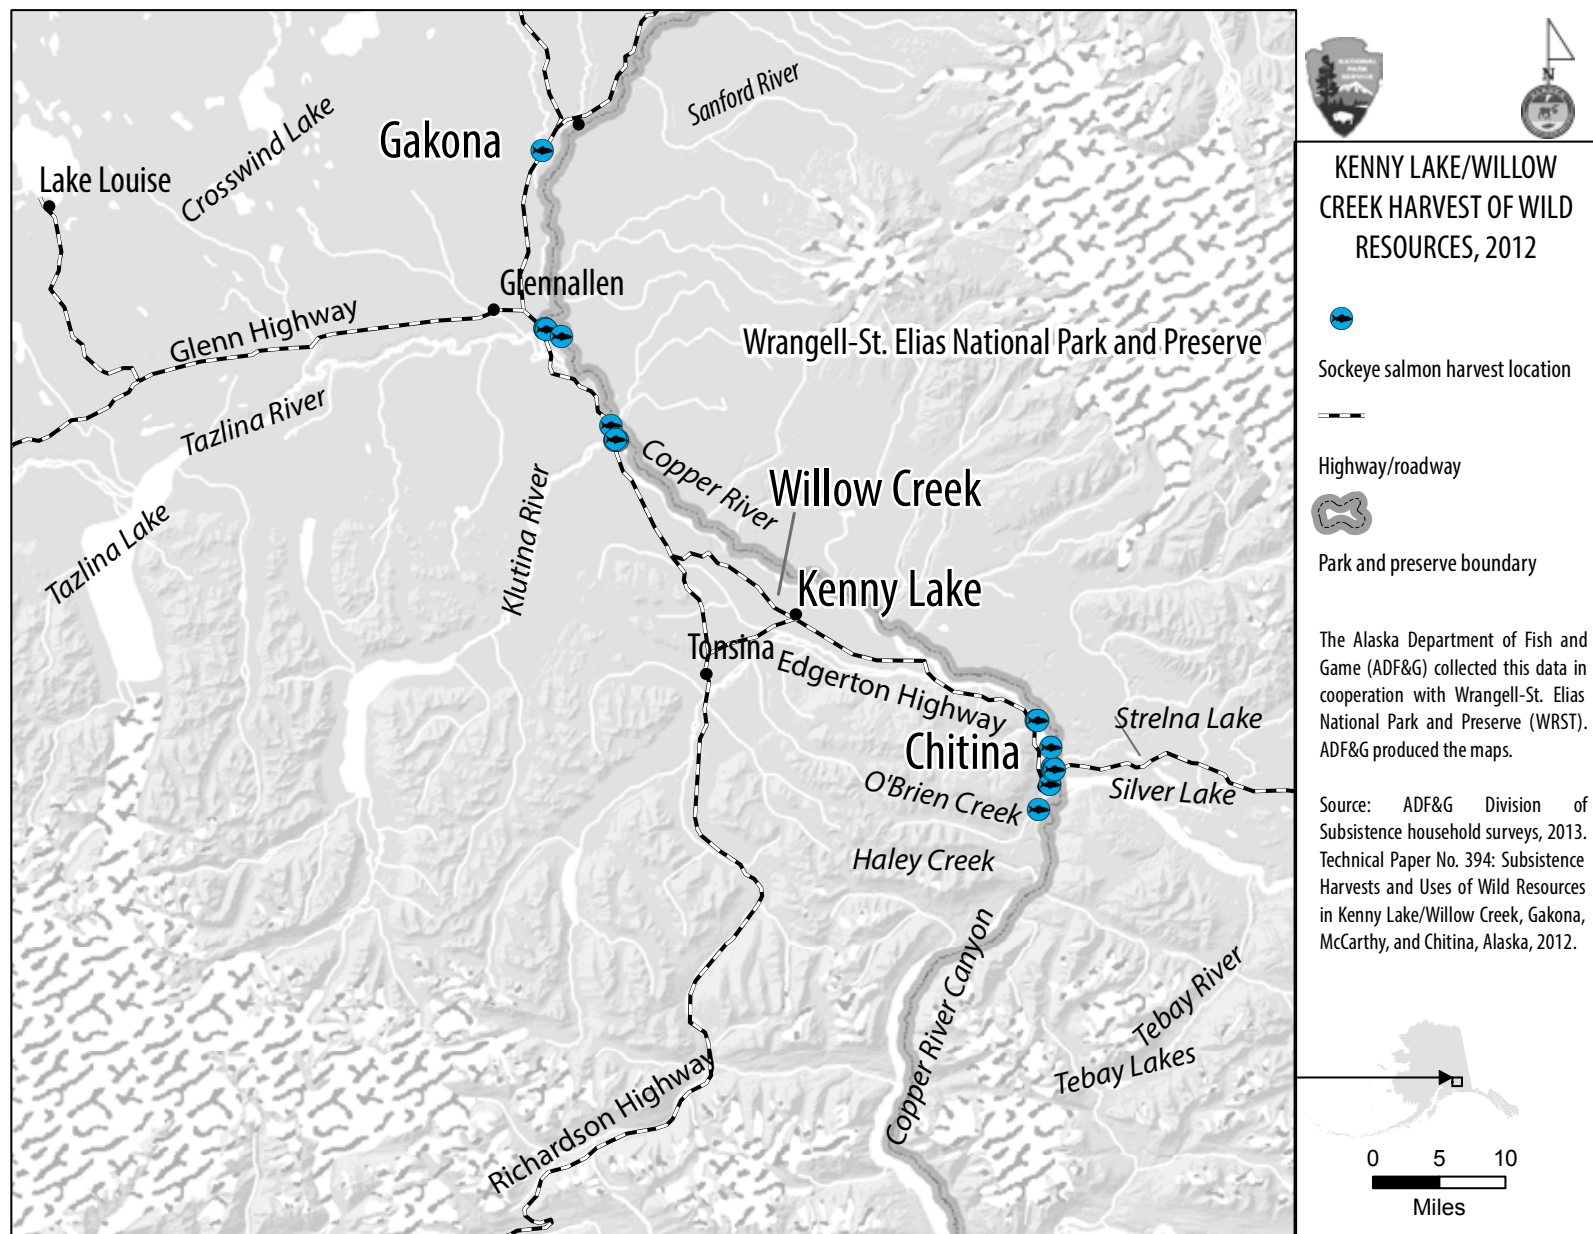 Sanford River
Gakona
Crosswind Lake
Lake Louise
Glennallen
Glenn Highway
Wrangell-St. Elias National Park and Preserve
Tazlina River
Copper River
Willow Creek
Klutina River
Tazlina Lake
Kenny Lake
Tonsina
Edgerton Highway
Strelna Lake
Chitina
O'Brien Creek
Silver Lake
Haley Creek
Copper River Canyon
Tebay River
Tebay Lakes
Richardson Highway
NATIONAL
PARK
SERVICE
N
KENNY LAKE/WILLOW
CREEK HARVEST OF WILD
RESOURCES, 2012
Sockeye salmon harvest location
Highway/roadway
Park and preserve boundary
The Alaska Department of Fish and
Game (ADF&G) collected this data in
cooperation with Wrangell-St. Elias
National Park and Preserve (WRST).
ADF&G produced the maps.
Source: ADF&G Division of
Subsistence household surveys, 2013.
Technical Paper No. 394: Subsistence
Harvests and Uses of Wild Resources
in Kenny Lake/Willow Creek, Gakona,
McCarthy, and Chitina, Alaska, 2012.
0 5 10
Miles